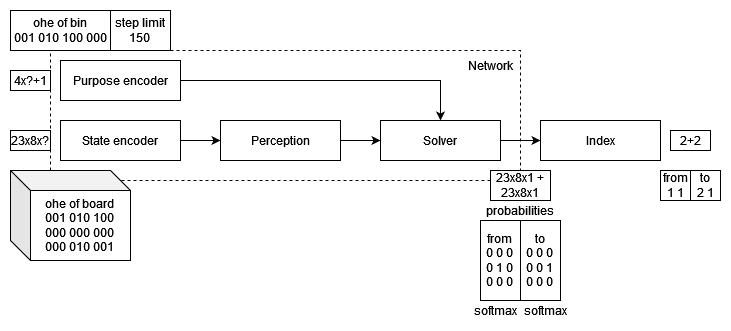 ohe of bin
001 010 100 000
step limit
150
Network
4x?+1
Purpose encoder
23x8x?
State encoder
Perception
Solver
Index
2+2
ohe of board
001 010 100
000 000 000
000 010 001
23x8x1 +
23x8x1
probabilities
from
0 0 0
0 1 0
0 0 0
to
0 0 0
0 0 1
0 0 0
softmax
softmax
from
1 1
to
2 1